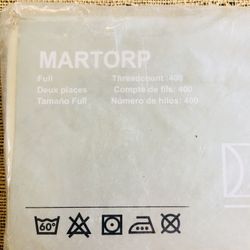 MARTORP
Full Threadcount: 400
Deux places Compte de fils: 400
Tamaño Full Número de hilos: 400
60°